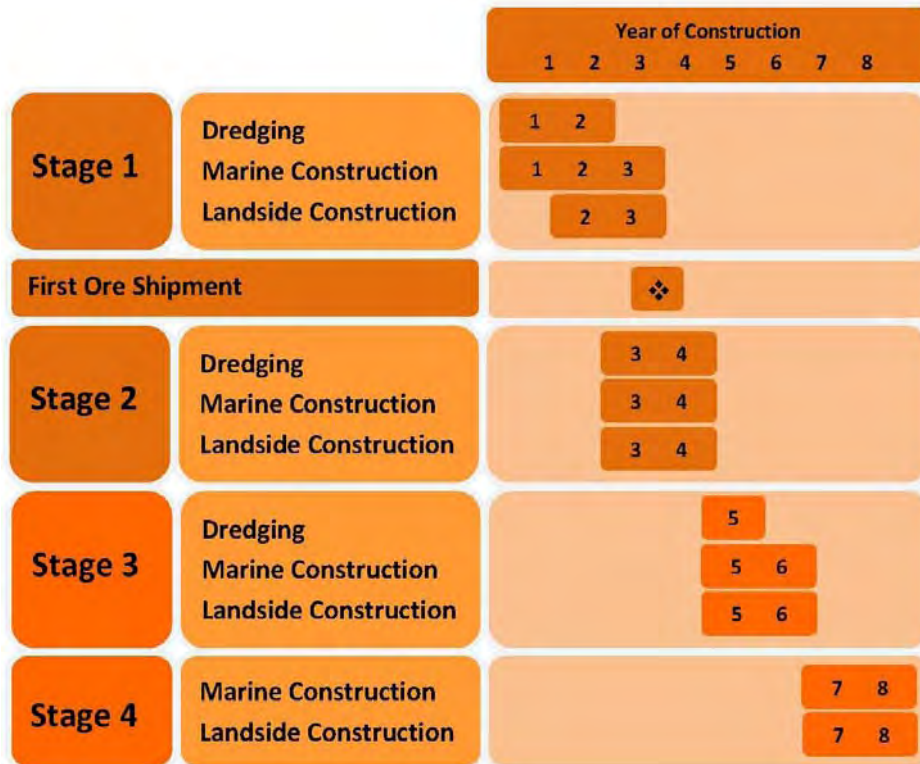 Year of Construction
1 2 3 4 5 6 7 8
Stage 1
Dredging
1 2
Marine Construction
1 2 3
Landside Construction
2 3
First Ore Shipment
Stage 2
Dredging
3 4
Marine Construction
3 4
Landside Construction
3 4
Stage 3
Dredging
5
Marine Construction
5 6
Landside Construction
5 6
Stage 4
Marine Construction
7 8
Landside Construction
7 8